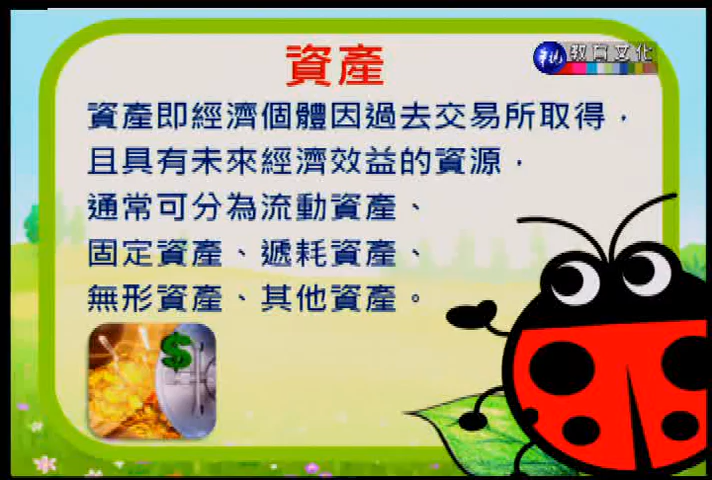 資產
華視 教育文化
資產即經濟個體因過去交易所取得，
且具有未來經濟效益的資源，
通常可分為流動資產、
固定資產、遞耗資產、
無形資產、其他資產。
$